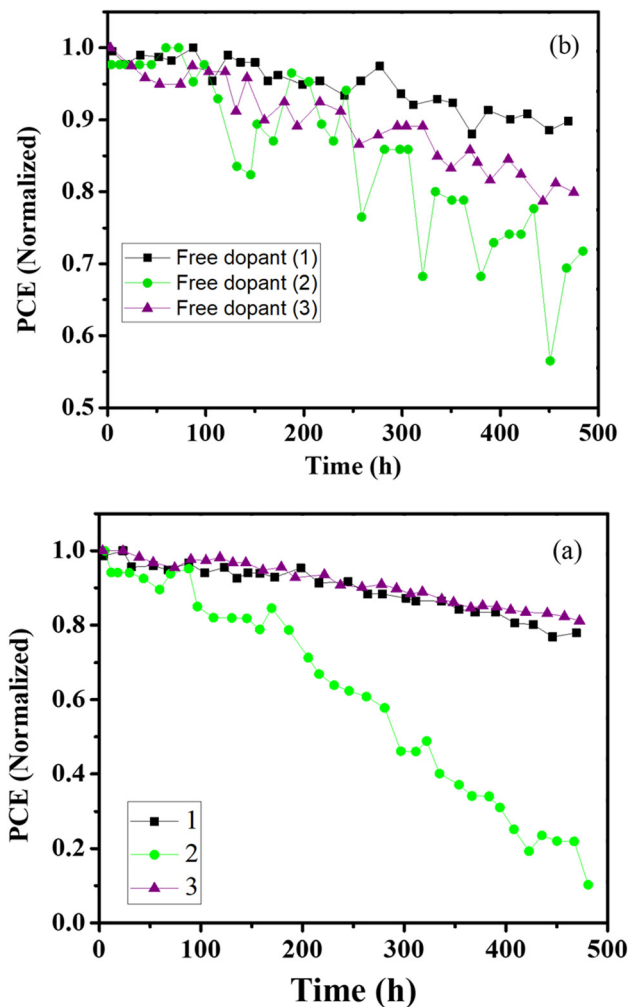 (b)
PCE (Normalized)
1.0
0.9
0.8
0.7
0.6
0.5
Free dopant (1)
Free dopant (2)
Free dopant (3)
0 100 200 300 400 500
Time (h)
(a)
PCE (Normalized)
1.0
0.8
0.6
0.4
0.2
0.0
1
2
3
0 100 200 300 400 500
Time (h)